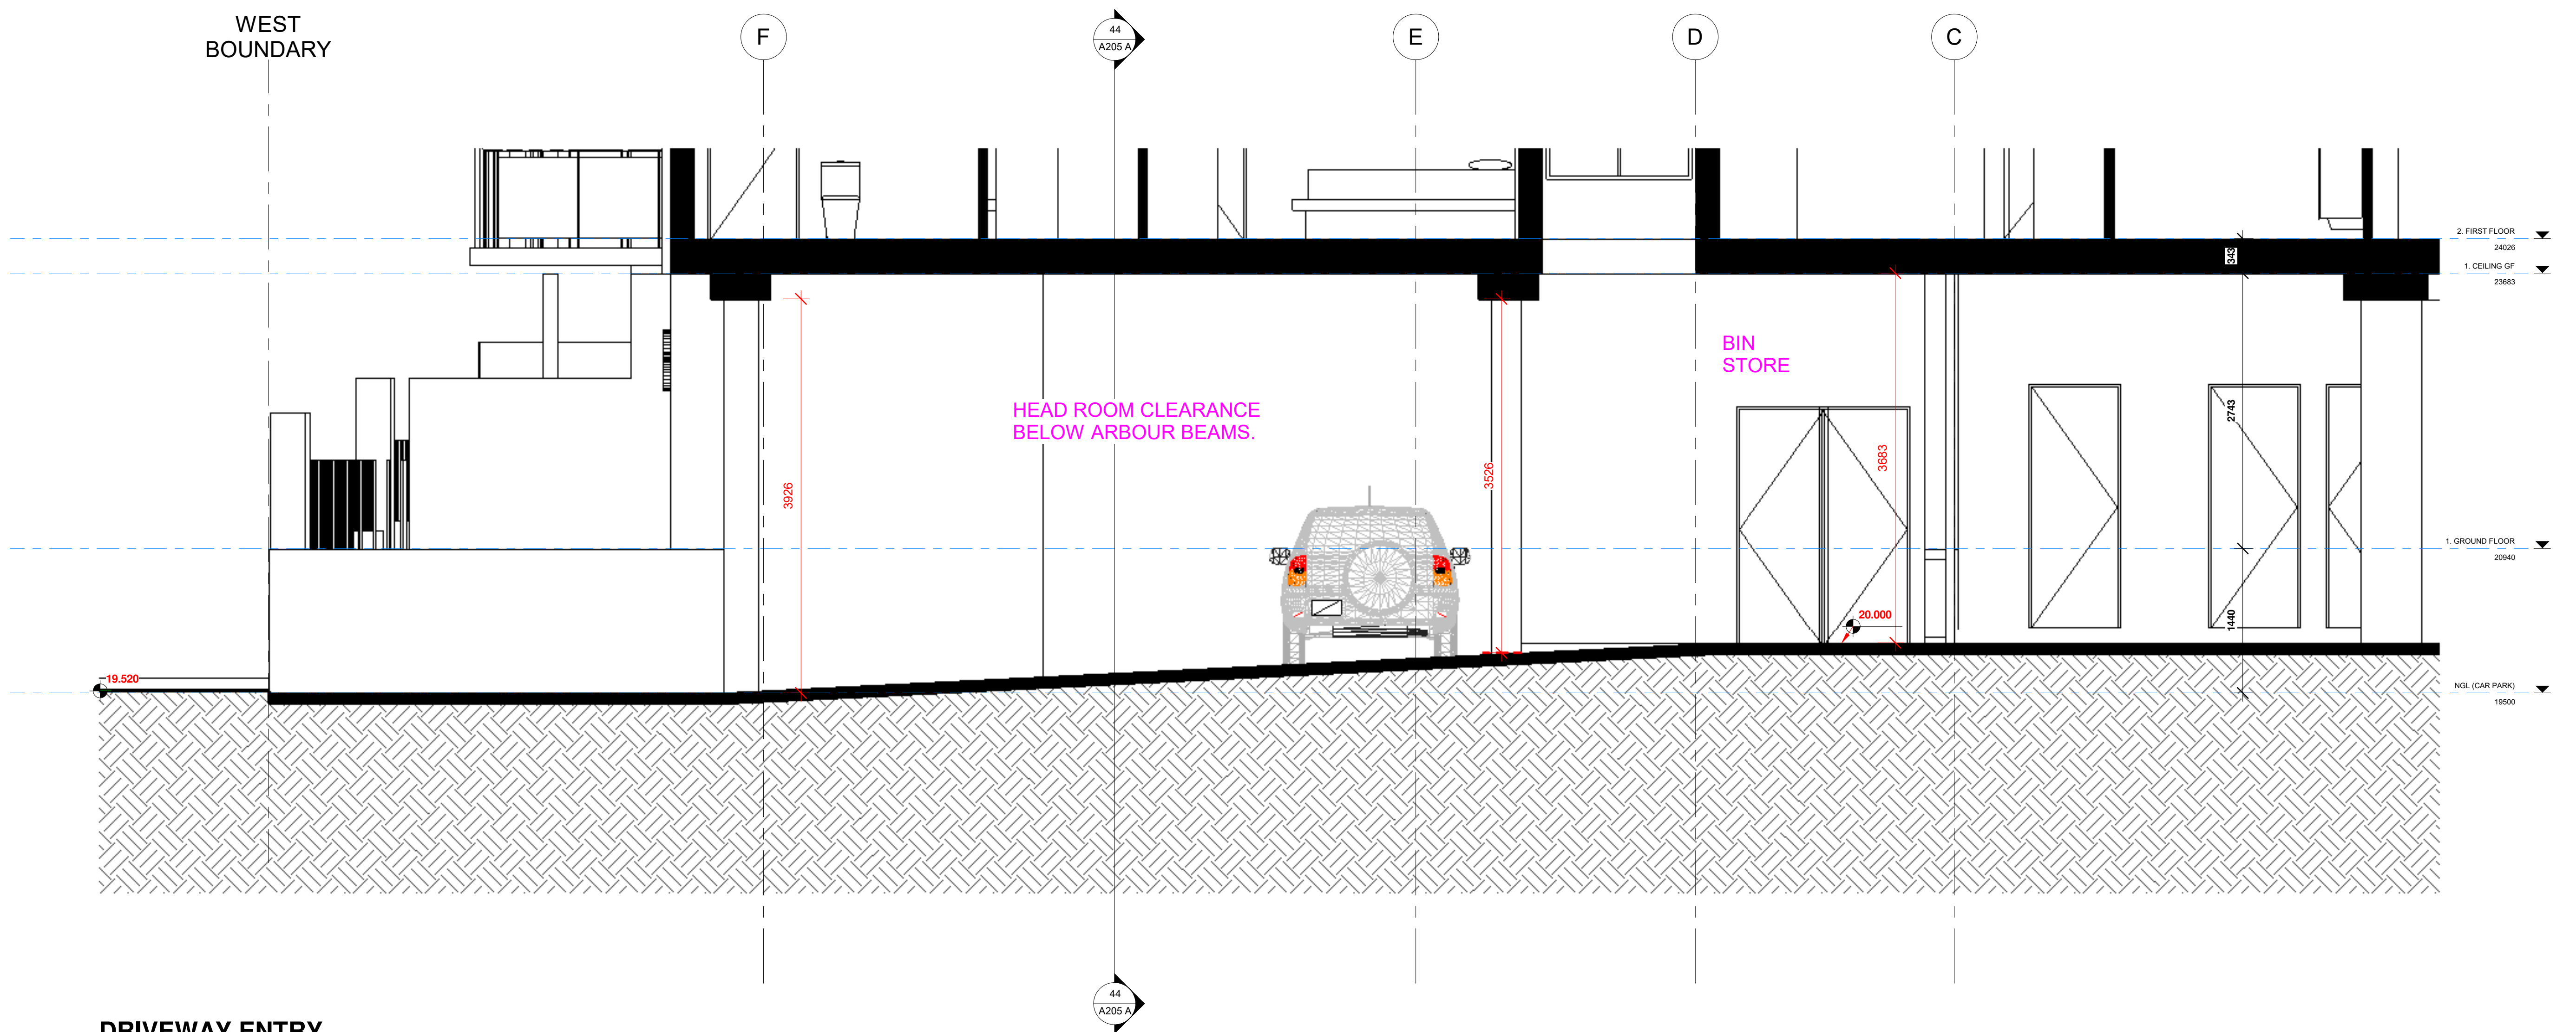 WEST
BOUNDARY
F
44
A205 A
E
D
C
2. FIRST FLOOR
24026
343
1. CEILING GF
23683
BIN
STORE
HEAD ROOM CLEARANCE
BELOW ARBOUR BEAMS.
2743
3683
3526
3926
1. GROUND FLOOR
20940
20.000
1440
19.520
NGL (CAR PARK)
19500
44
A205 A
DRIVEWAY ENTRY